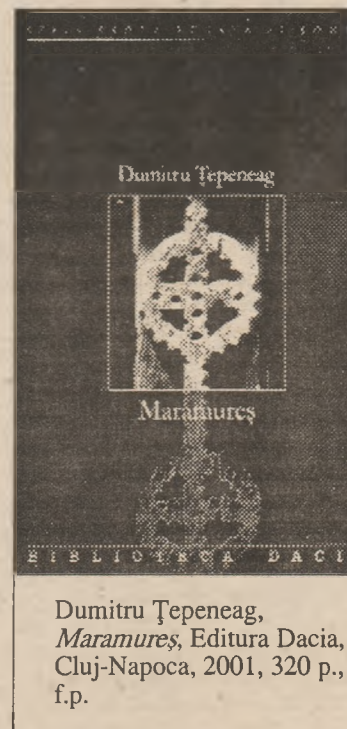 Dumitru Ţepeneag
Maramureş
BIBLIOTECA DACI
Dumitru Ţepeneag,
Maramureş, Editura Dacia,
Cluj-Napoca, 2001, 320 p.,
f.p.